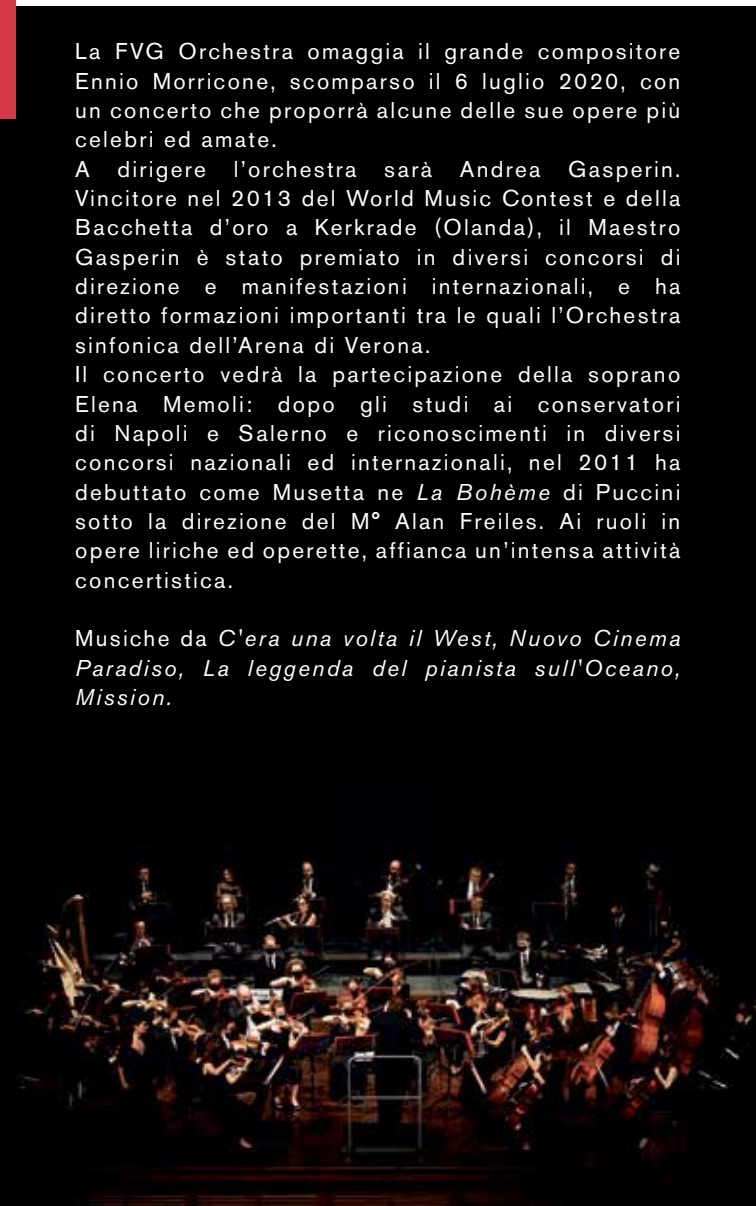 La FVG Orchestra omaggia il grande compositore
Ennio Morricone, scomparso il 6 luglio 2020, con
un concerto che proporrà alcune delle sue opere più
celebri ed amate.
A dirigere l’orchestra sarà Andrea Gasperin.
Vincitore nel 2013 del World Music Contest e della
Bacchetta d’oro a Kerkrade (Olanda), il Maestro
Gasperin è stato premiato in diversi concorsi di
direzione e manifestazioni internazionali, e ha
diretto formazioni importanti tra le quali l’Orchestra
sinfonica dell’Arena di Verona.
Il concerto vedrà la partecipazione della soprano
Elena Memoli: dopo gli studi ai conservatori
di Napoli e Salerno e riconoscimenti in diversi
concorsi nazionali ed internazionali, nel 2011 ha
debuttato come Musetta ne La Bohème di Puccini
sotto la direzione del M° Alan Freiles. Ai ruoli in
opere liriche ed operette, affianca un’intensa attività
concertistica.
Musiche da C'era una volta il West, Nuovo Cinema
Paradiso, La leggenda del pianista sull'Oceano,
Mission.